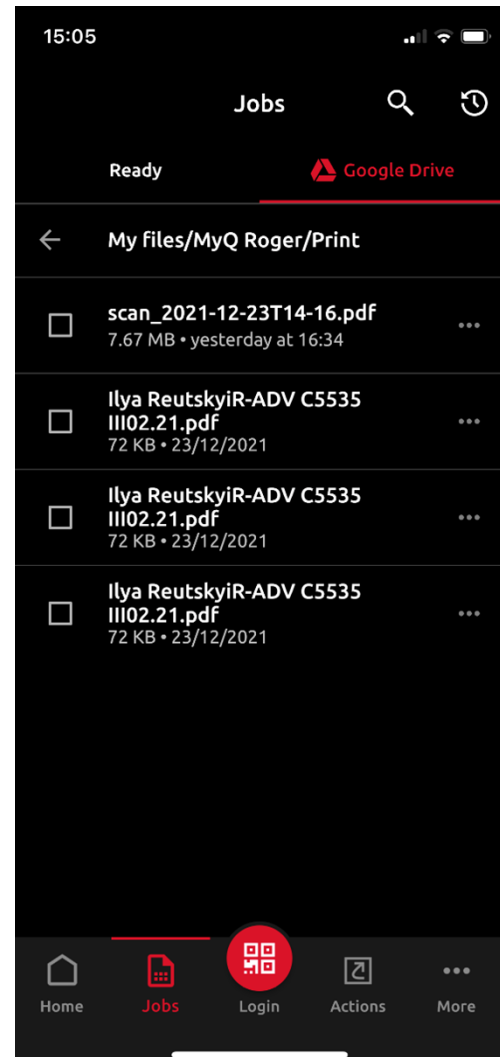 15:05
Jobs
Ready
Google Drive
My files/MyQ Roger/Print
scan_2021-12-23T14-16.pdf
7.67 MB • yesterday at 16:34
Ilya ReutskyiR-ADV C5535
III02.21.pdf
72 KB • 23/12/2021
Ilya ReutskyiR-ADV C5535
III02.21.pdf
72 KB • 23/12/2021
Ilya ReutskyiR-ADV C5535
III02.21.pdf
72 KB • 23/12/2021
Home
Jobs
Login
Actions
More